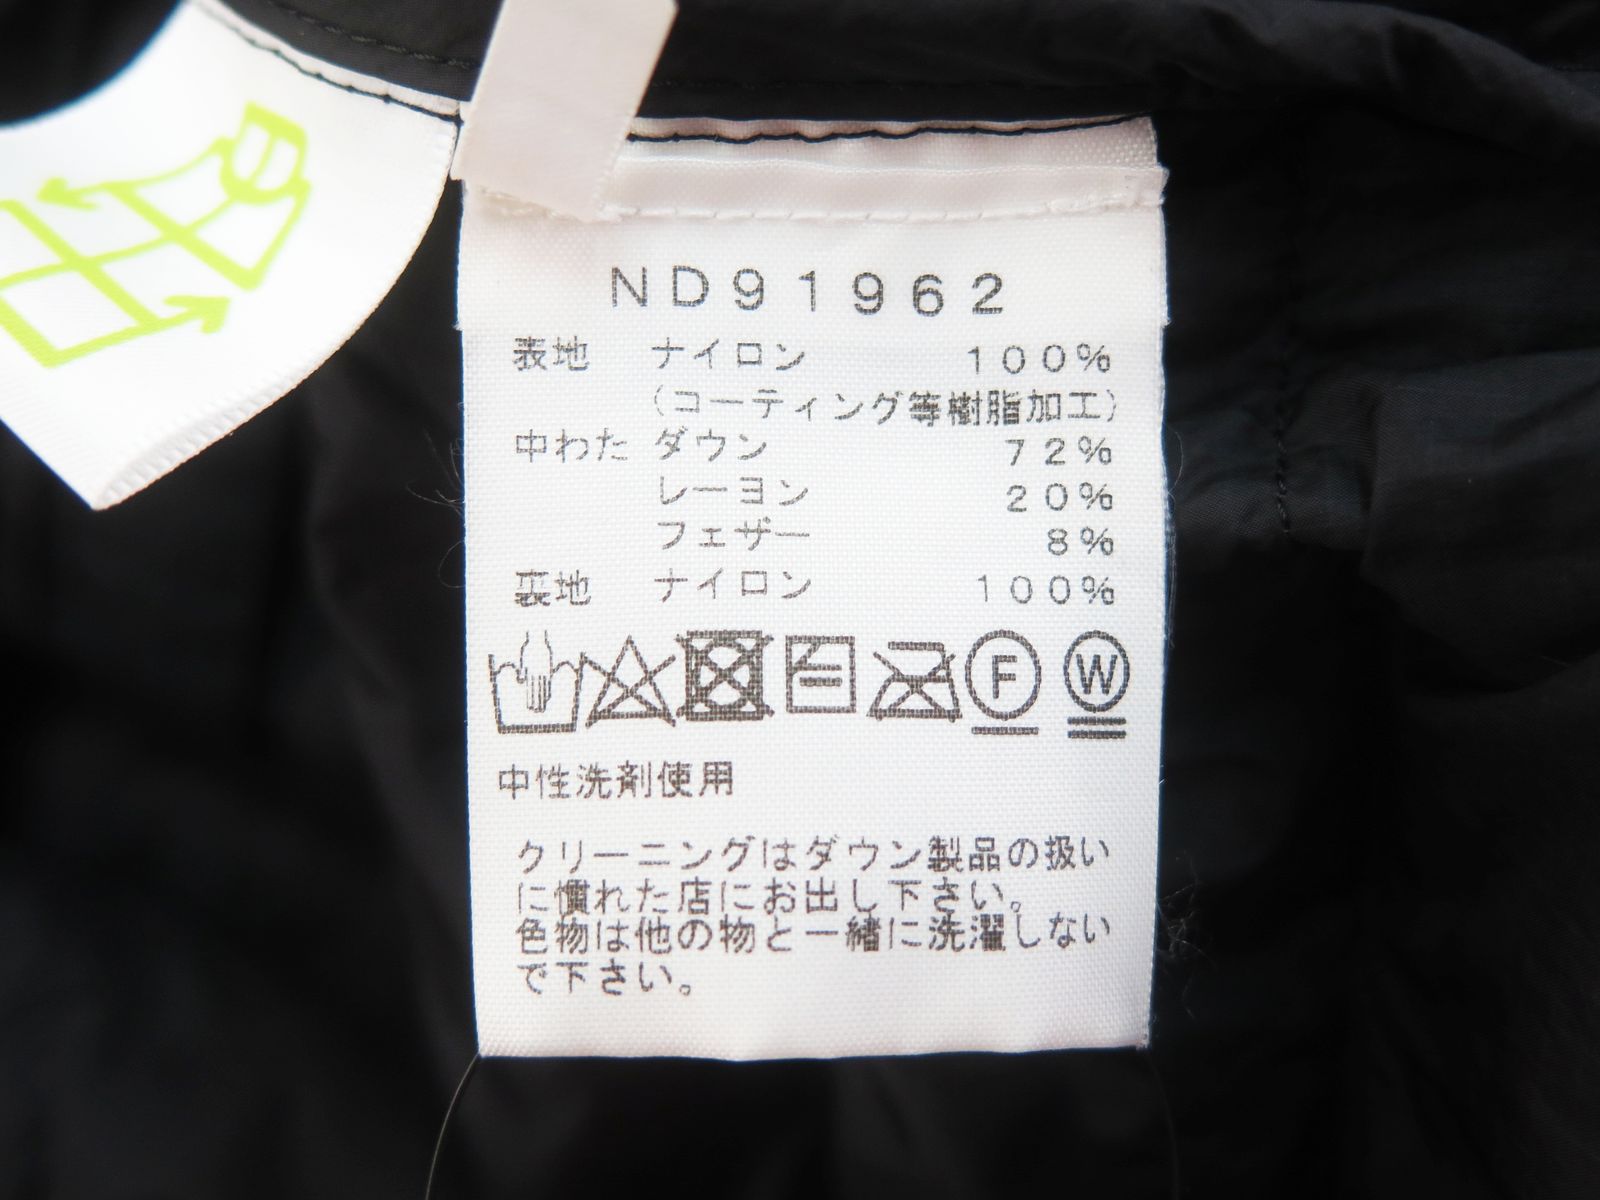 ND91962
表地 ナイロン 100%
(コーティング等樹脂加工)
中わた ダウン 72%
レーヨン 20%
フェザー 8%
裏地 ナイロン 100%
F W
中性洗剤使用
クリーニングはダウン製品の扱い
に慣れた店にお出し下さい。
色物は他の物と一緒に洗濯しない
で下さい。